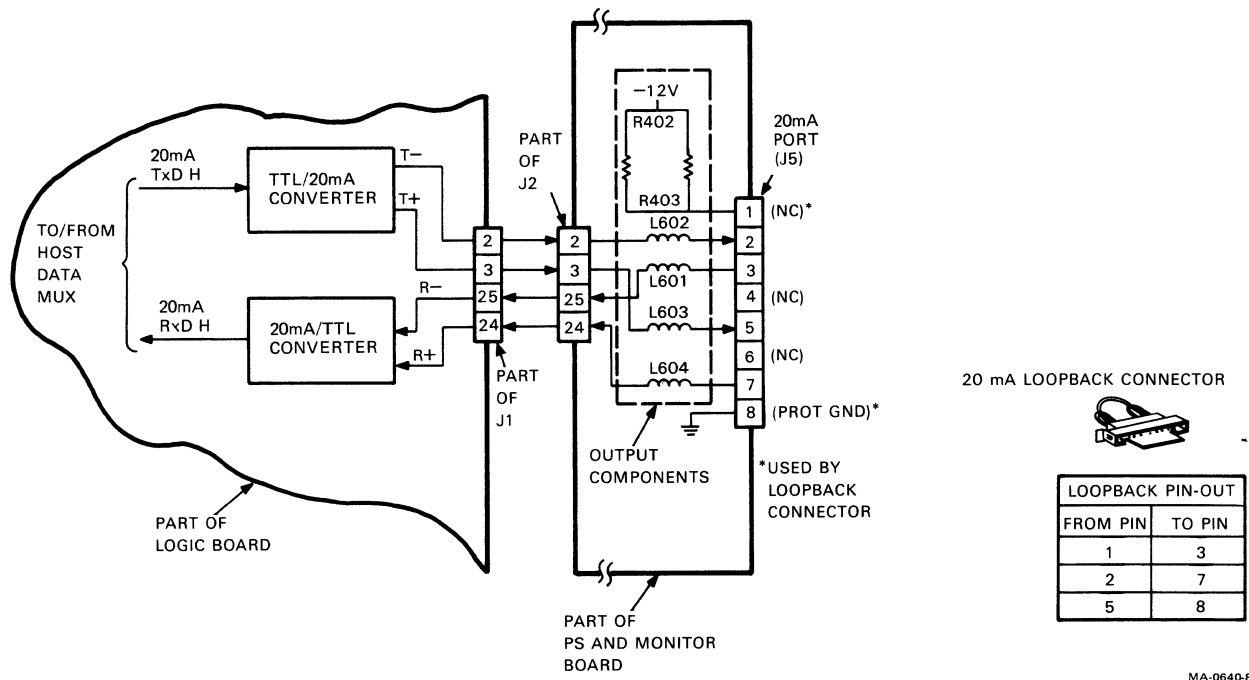 20mA
TxD H
TTL/20mA
CONVERTER
T−
T+
TO/FROM
HOST
DATA
MUX
20mA
RxD H
20mA/TTL
CONVERTER
R−
R+
2
3
25
24
PART
OF
J1
PART OF
LOGIC BOARD
PART
OF
J2
2
3
25
24
−12V
R402
R403
L602
L601
L603
L604
OUTPUT
COMPONENTS
20mA
PORT
(J5)
1 (NC)*
2
3
4 (NC)
5
6 (NC)
7
8 (PROT GND)*
*USED BY
LOOPBACK
CONNECTOR
PART OF
PS AND MONITOR
BOARD
20 mA LOOPBACK CONNECTOR
LOOPBACK PIN-OUT
FROM PIN TO PIN
1 3
2 7
5 8
MA-0640-8